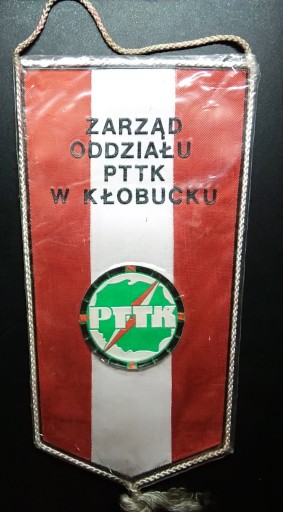 ZARZĄD
ODDZIAŁU
PTTK
W KŁOBUCKU
PTTK